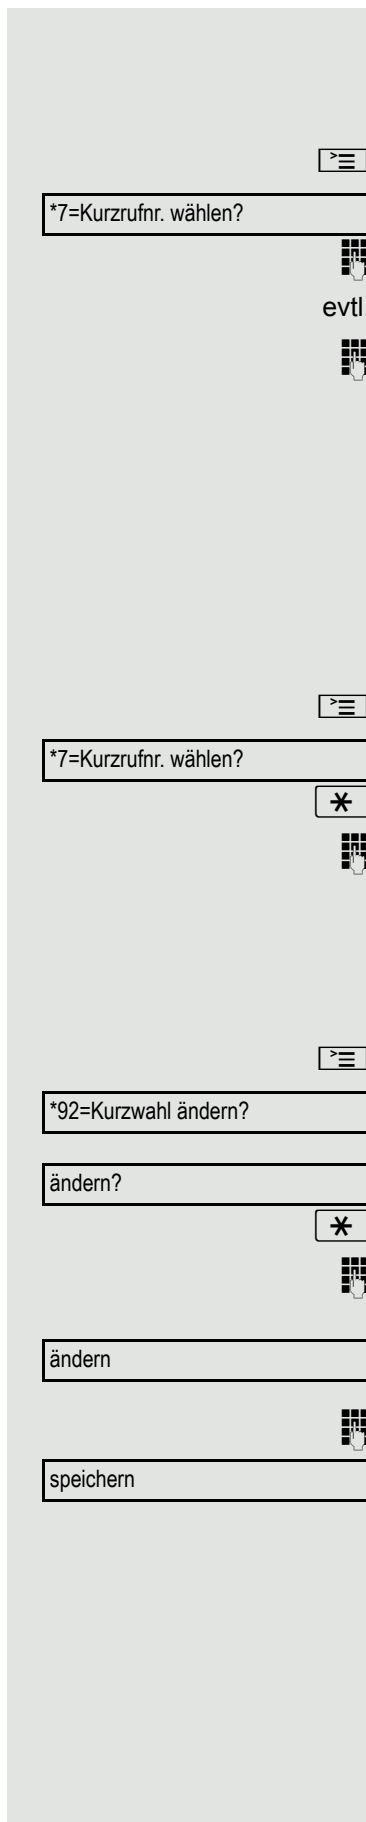 *7=Kurzrufnr. wählen?
evtl.
*7=Kurzrufnr. wählen?
*92=Kurzwahl ändern?
ändern?
ändern
speichern